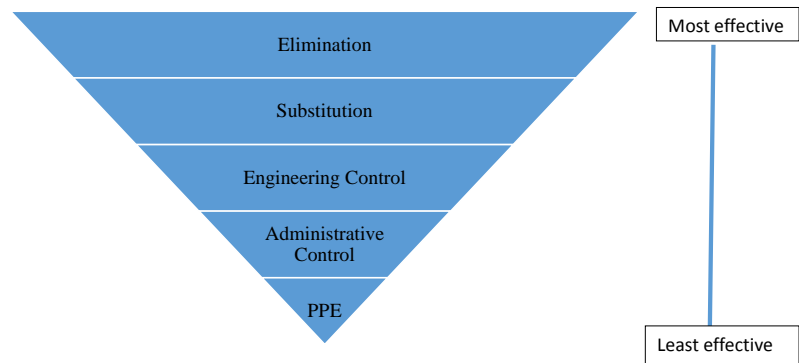 Most effective
Elimination
Substitution
Engineering Control
Administrative
Control
PPE
Least effective